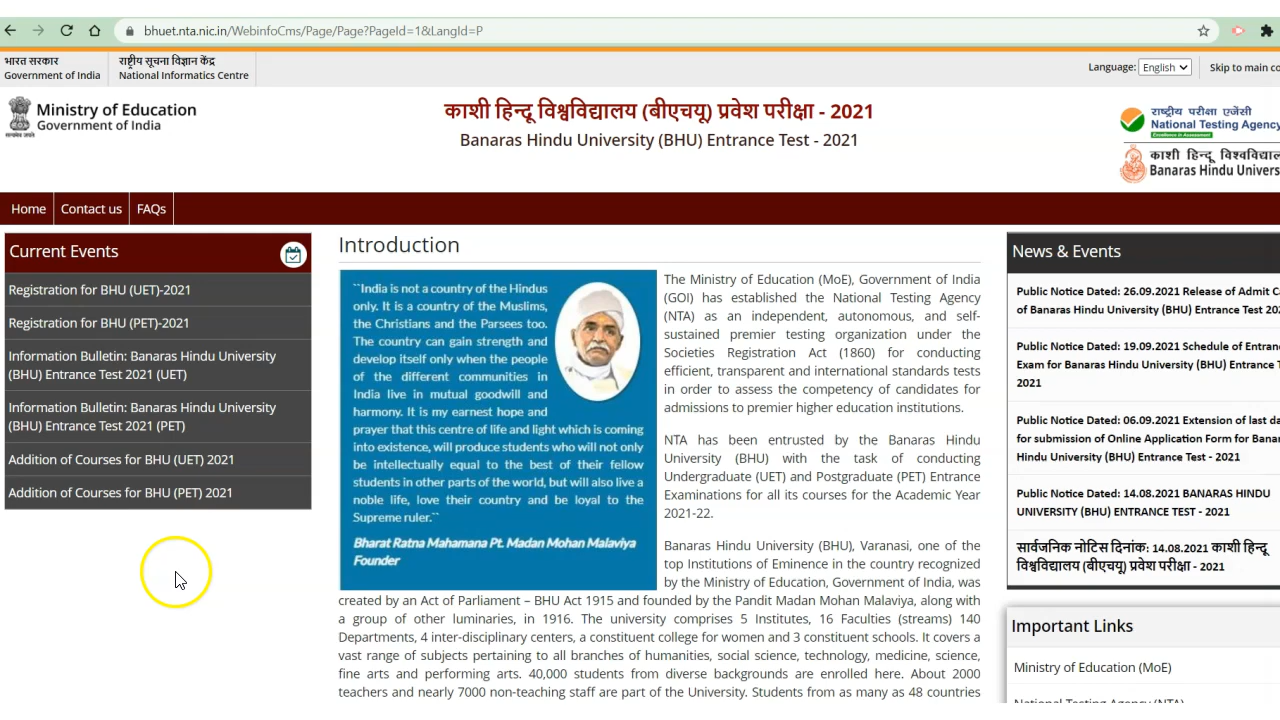 bhuet.nta.nic.in/WebinfoCms/Page/Page?PageId=1&LangId=P
भारत सरकार
Government of India
राष्ट्रीय सूचना विज्ञान केंद्र
National Informatics Centre
Language: English
Skip to main co
Ministry of Education
Government of India
काशी हिन्दू विश्वविद्यालय (बीएचयू) प्रवेश परीक्षा - 2021
Banaras Hindu University (BHU) Entrance Test - 2021
राष्ट्रीय परीक्षा एजेंसी
National Testing Agency
Excellence in Assessment
काशी हिन्दू विश्वविद्याल
Banaras Hindu Univers
Home
Contact us
FAQs
Current Events
Registration for BHU (UET)-2021
Registration for BHU (PET)-2021
Information Bulletin: Banaras Hindu University
(BHU) Entrance Test 2021 (UET)
Information Bulletin: Banaras Hindu University
(BHU) Entrance Test 2021 (PET)
Addition of Courses for BHU (UET) 2021
Addition of Courses for BHU (PET) 2021
Introduction
``India is not a country of the Hindus
only. It is a country of the Muslims,
the Christians and the Parsees too.
The country can gain strength and
develop itself only when the people
of the different communities in
India live in mutual goodwill and
harmony. It is my earnest hope and
prayer that this centre of life and light which is coming
into existence, will produce students who will not only
be intellectually equal to the best of their fellow
students in other parts of the world, but will also live a
noble life, love their country and be loyal to the
Supreme ruler.``
Bharat Ratna Mahamana Pt. Madan Mohan Malaviya
Founder
The Ministry of Education (MoE), Government of India
(GOI) has established the National Testing Agency
(NTA) as an independent, autonomous, and self-
sustained premier testing organization under the
Societies Registration Act (1860) for conducting
efficient, transparent and international standards tests
in order to assess the competency of candidates for
admissions to premier higher education institutions.
NTA has been entrusted by the Banaras Hindu
University (BHU) with the task of conducting
Undergraduate (UET) and Postgraduate (PET) Entrance
Examinations for all its courses for the Academic Year
2021-22.
Banaras Hindu University (BHU), Varanasi, one of the
top Institutions of Eminence in the country recognized
by the Ministry of Education, Government of India, was
created by an Act of Parliament – BHU Act 1915 and founded by the Pandit Madan Mohan Malaviya, along with
a group of other luminaries, in 1916. The university comprises 5 Institutes, 16 Faculties (streams) 140
Departments, 4 inter-disciplinary centers, a constituent college for women and 3 constituent schools. It covers a
vast range of subjects pertaining to all branches of humanities, social science, technology, medicine, science,
fine arts and performing arts. 40,000 students from diverse backgrounds are enrolled here. About 2000
teachers and nearly 7000 non-teaching staff are part of the University. Students from as many as 48 countries
News & Events
Public Notice Dated: 26.09.2021 Release of Admit C
of Banaras Hindu University (BHU) Entrance Test 202
Public Notice Dated: 19.09.2021 Schedule of Entran
Exam for Banaras Hindu University (BHU) Entrance T
2021
Public Notice Dated: 06.09.2021 Extension of last da
for submission of Online Application Form for Banar
Hindu University (BHU) Entrance Test - 2021
Public Notice Dated: 14.08.2021 BANARAS HINDU
UNIVERSITY (BHU) ENTRANCE TEST - 2021
सार्वजनिक नोटिस दिनांक: 14.08.2021 काशी हिन्दू
विश्वविद्यालय (बीएचयू) प्रवेश परीक्षा - 2021
Important Links
Ministry of Education (MoE)
National Testing Agency (NTA)